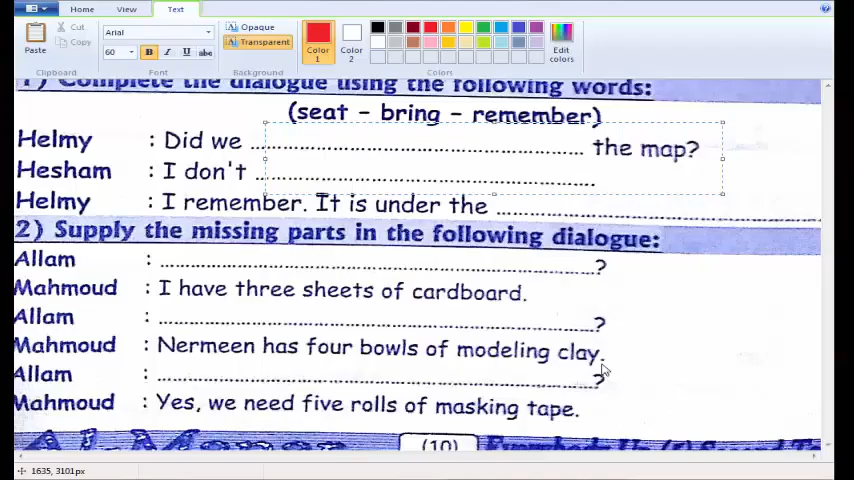 Home View Text
Paste
Cut
Copy
Clipboard
Arial
60 B I U abc
Font
Opaque
Transparent
Background
Color 1
Color 2
Edit colors
Colors
1) Complete the dialogue using the following words:
(seat – bring – remember)
Helmy : Did we ........................ the map?
Hesham : I don't ........................
Helmy : I remember. It is under the ........................
2) Supply the missing parts in the following dialogue:
Allam : ........................?
Mahmoud : I have three sheets of cardboard.
Allam : ........................?
Mahmoud : Nermeen has four bowls of modeling clay.
Allam : ........................?
Mahmoud : Yes, we need five rolls of masking tape.
(10)
1635, 3101px